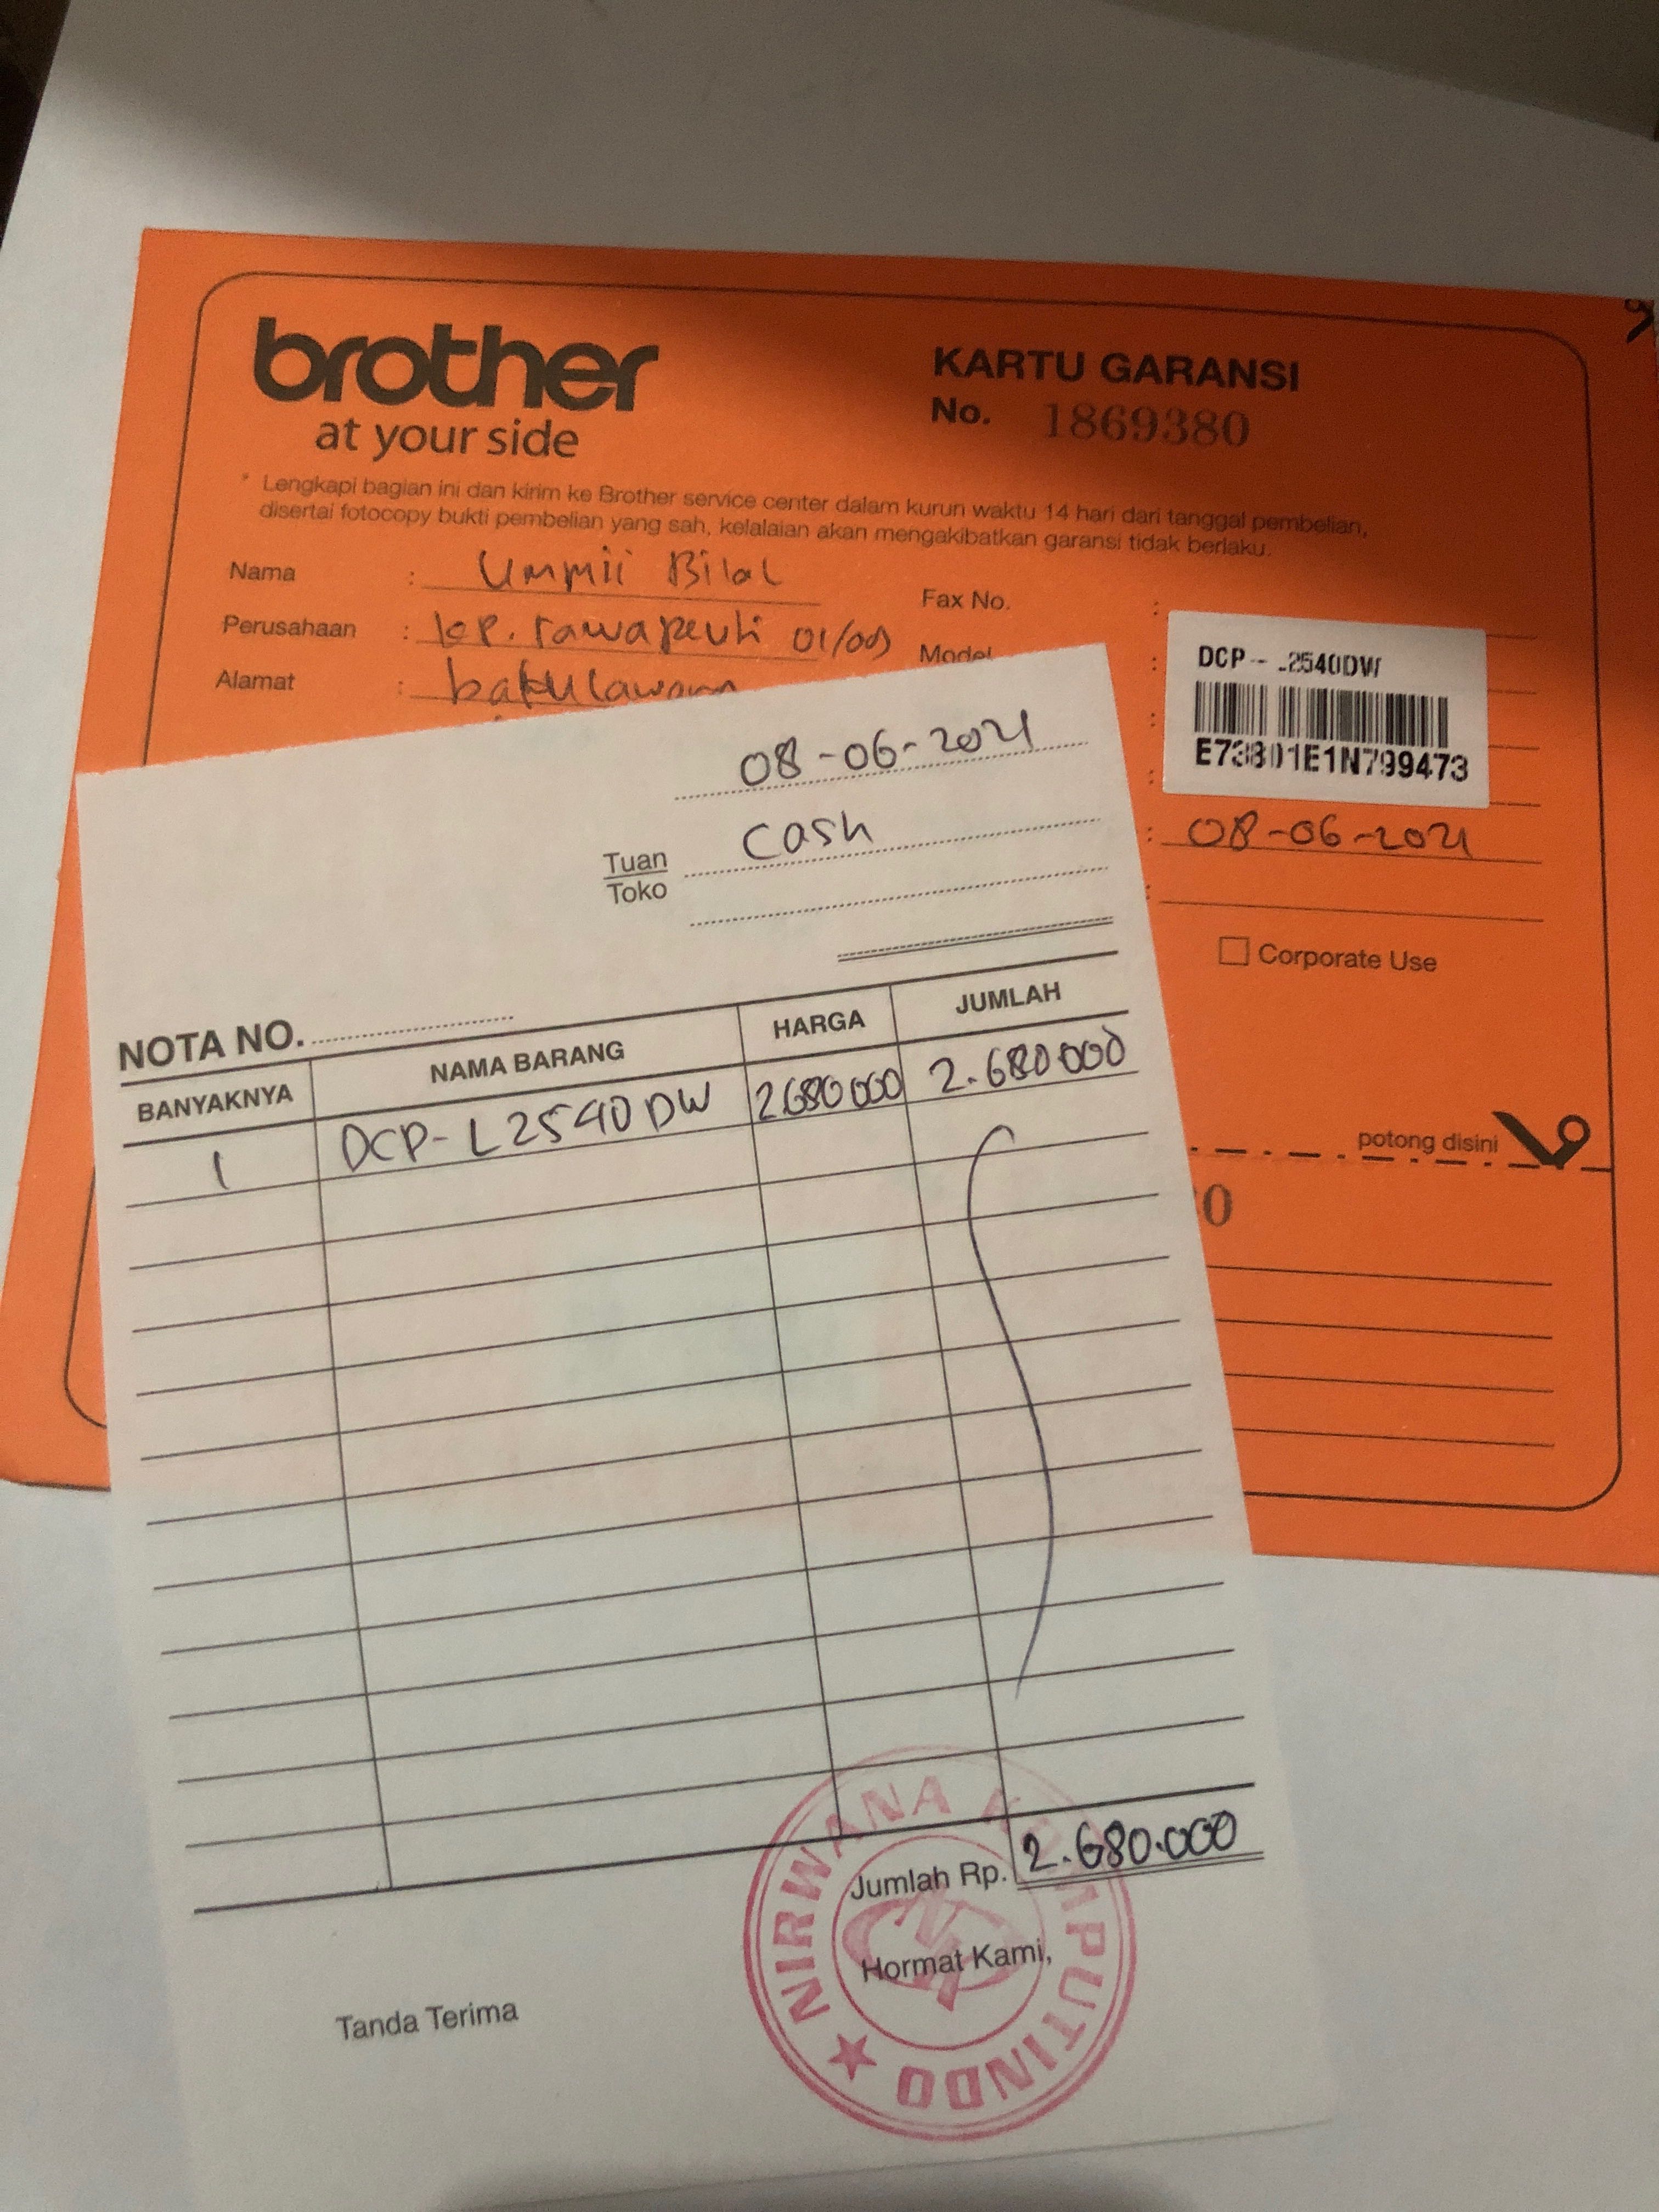 brother
at your side
KARTU GARANSI
No. 1869380
* Lengkapi bagian ini dan kirim ke Brother service center dalam kurun waktu 14 hari dari tanggal pembelian,
disertai fotocopy bukti pembelian yang sah, kelalaian akan mengakibatkan garansi tidak berlaku.
Nama : Ummii Bilal
Perusahaan : kp. rawapeuti 01/09
Alamat :
Fax No. :
Model :
DCP- L2540DW
E73801E1N799473
: 08-06-2021
Corporate Use
potong disini
0
08-06-2021
Tuan Cash
Toko
NOTA NO.
BANYAKNYA NAMA BARANG HARGA JUMLAH
1 DCP-L2540DW 2680000 2.680000
Jumlah Rp. 2.680.000
Hormat Kami,
Tanda Terima
NIRWANA KOMPUTINDO